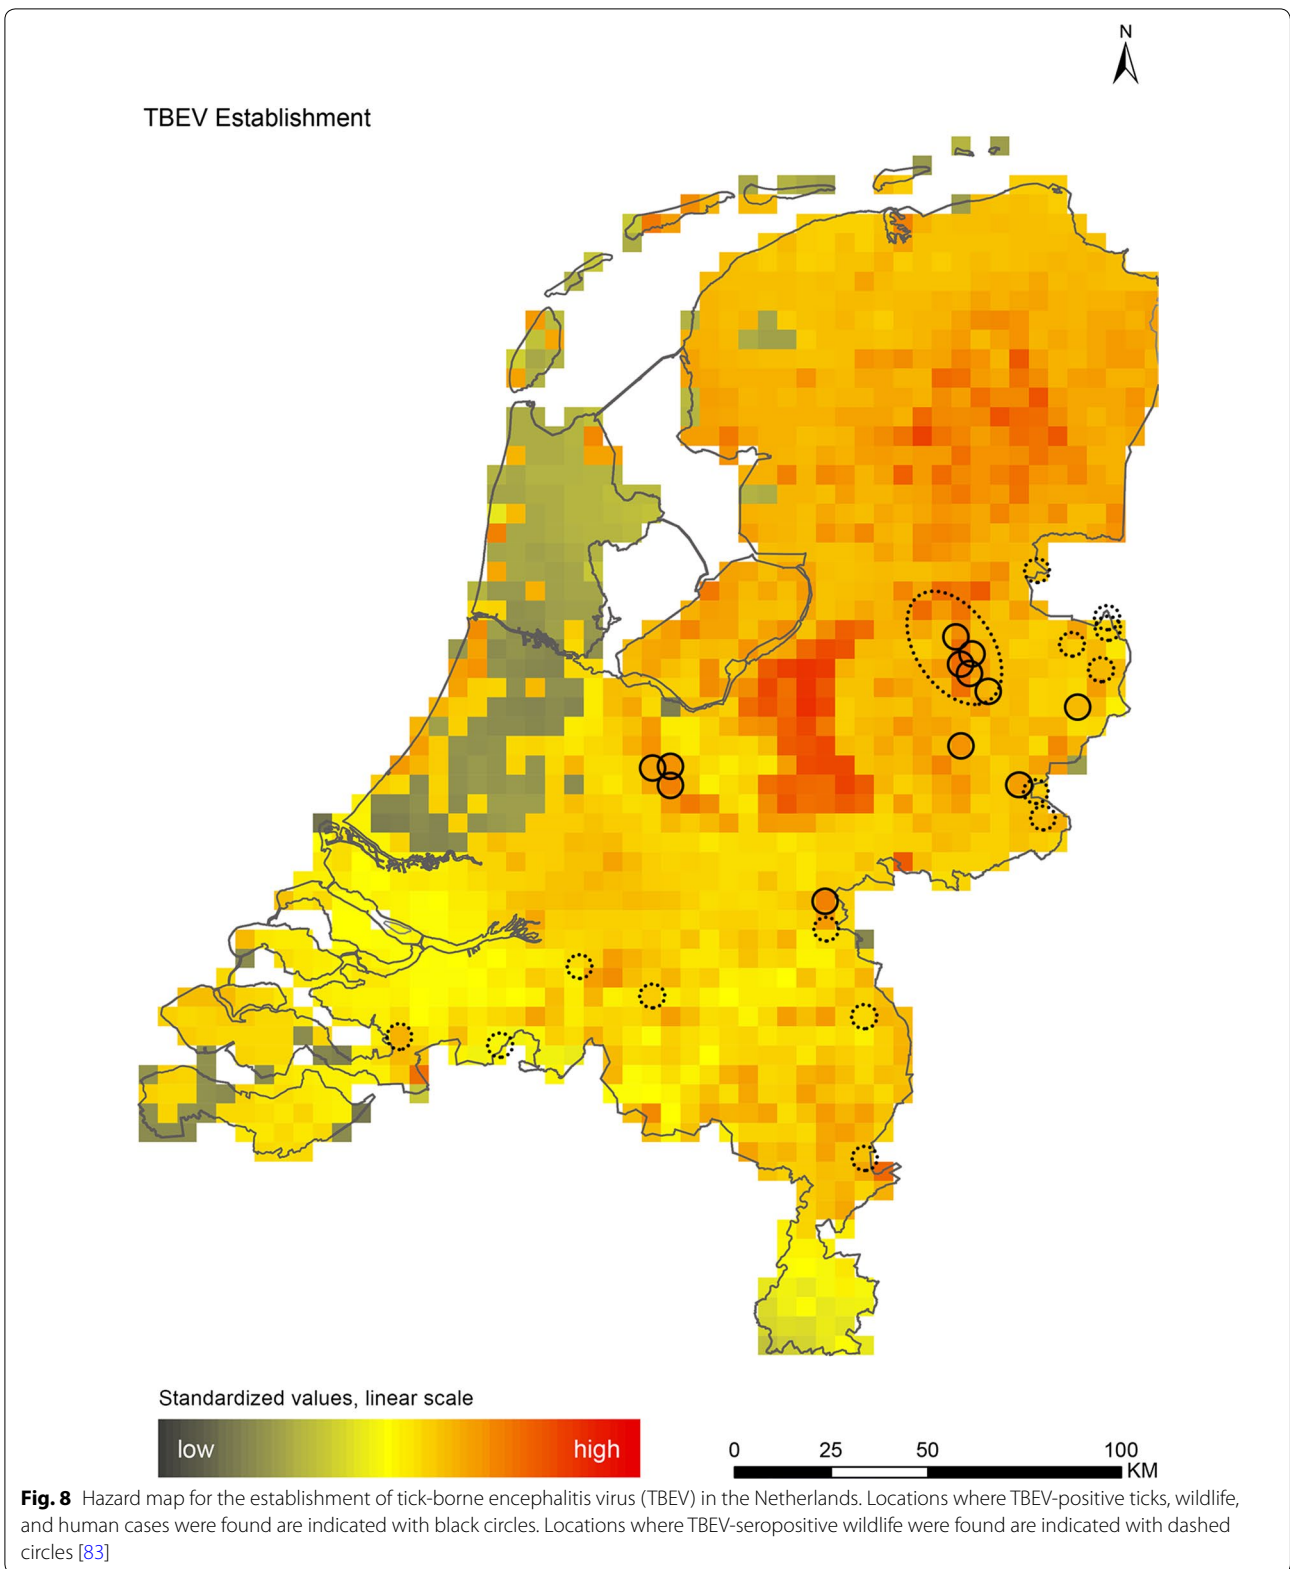 N
TBEV Establishment
Standardized values, linear scale
low high
0 25 50 100
KM
Fig. 8 Hazard map for the establishment of tick-borne encephalitis virus (TBEV) in the Netherlands. Locations where TBEV-positive ticks, wildlife,
and human cases were found are indicated with black circles. Locations where TBEV-seropositive wildlife were found are indicated with dashed
circles [83]